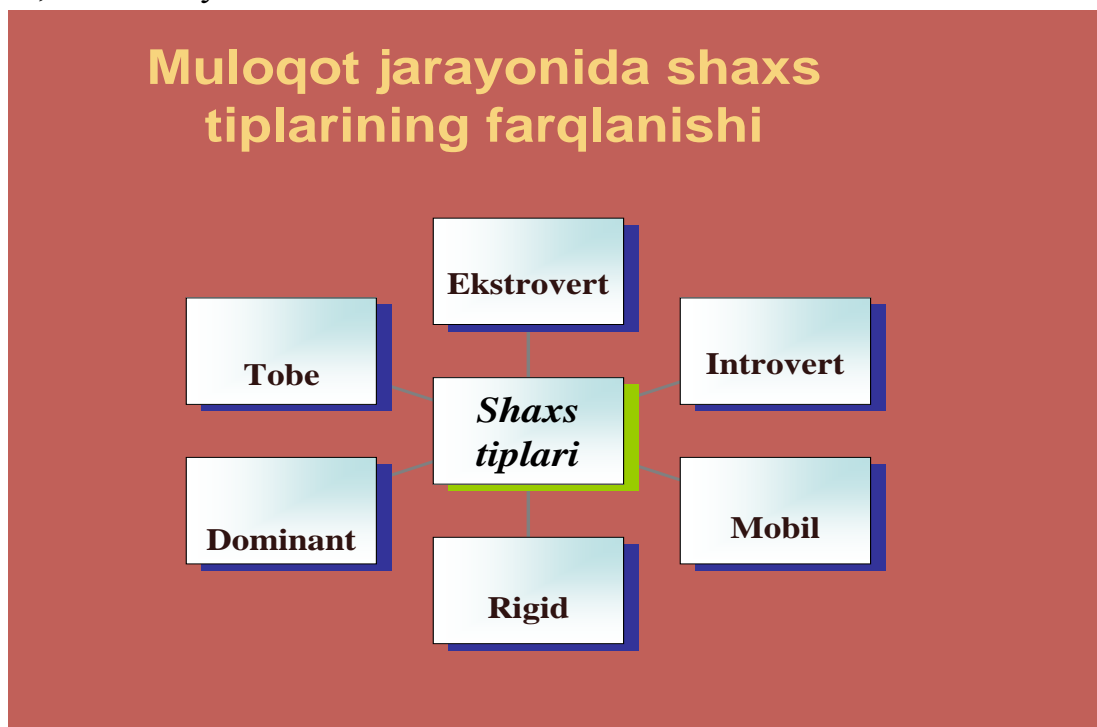 Muloqot jarayonida shaxs
tiplarining farqlanishi
Ekstrovert
Tobe
Introvert
Shaxs
tiplari
Dominant
Mobil
Rigid